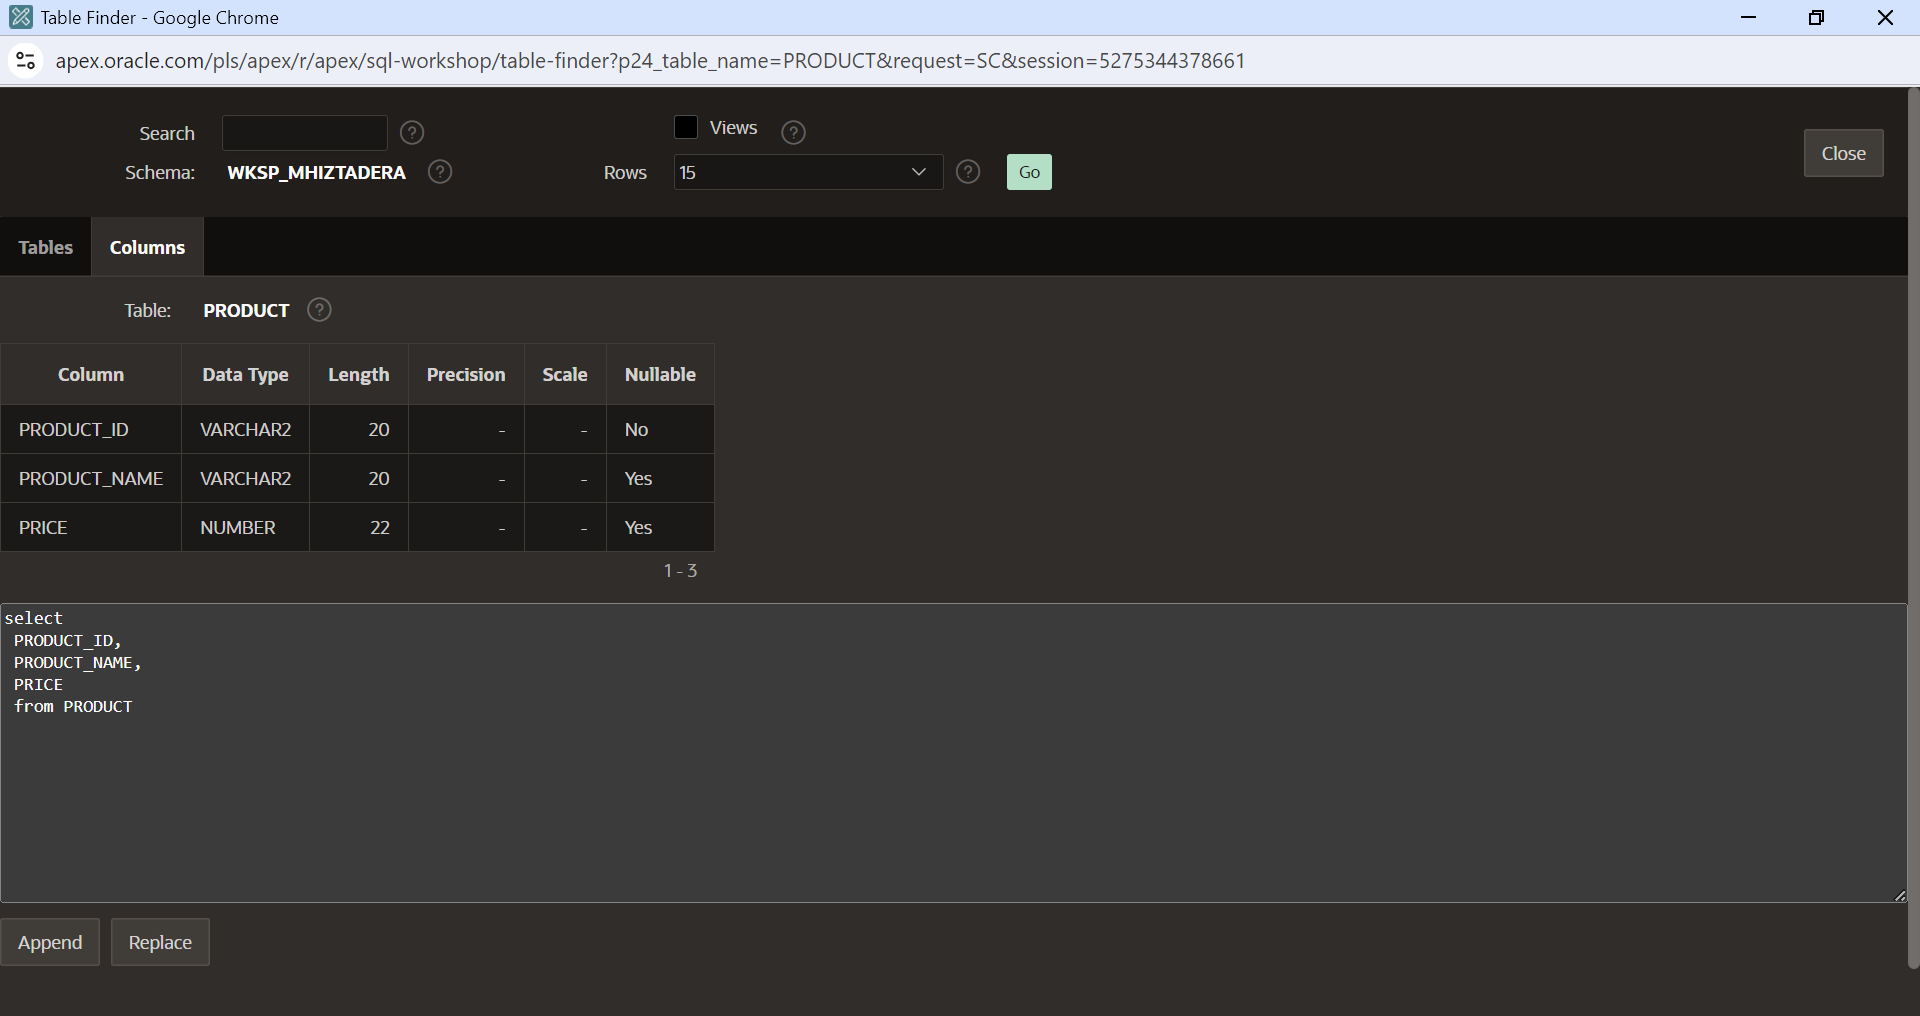 Table Finder - Google Chrome
apex.oracle.com/pls/apex/r/apex/sql-workshop/table-finder?p24_table_name=PRODUCT&request=SC&session=5275344378661
Search ? Views ?
Schema: WKSP_MHIZTADERA ? Rows 15 ? Go Close
Tables Columns
Table: PRODUCT ?
Column Data Type Length Precision Scale Nullable
PRODUCT_ID VARCHAR2 20 - - No
PRODUCT_NAME VARCHAR2 20 - - Yes
PRICE NUMBER 22 - - Yes
1 - 3
select
PRODUCT_ID,
PRODUCT_NAME,
PRICE
from PRODUCT
Append Replace